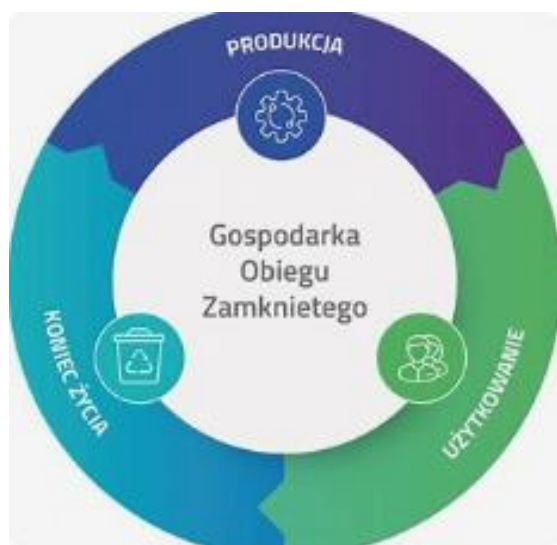 PRODUKCJA
Gospodarka
Obiegu
Zamknietego
KONIEC ŻYCIA
UŻYTKOWANIE